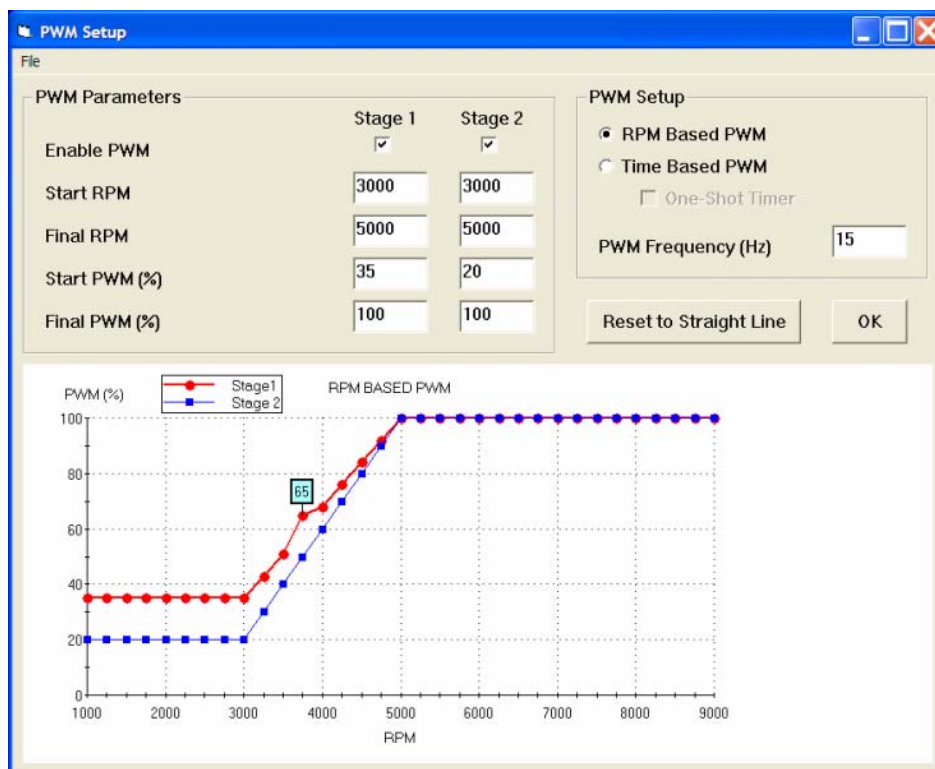 PWM Setup
File
PWM Parameters
Stage 1 Stage 2
Enable PWM
Start RPM 3000 3000
Final RPM 5000 5000
Start PWM (%) 35 20
Final PWM (%) 100 100
PWM Setup
RPM Based PWM
Time Based PWM
One-Shot Timer
PWM Frequency (Hz) 15
Reset to Straight Line OK
PWM (%)
Stage1
Stage 2
RPM BASED PWM
100
80
65
60
40
20
0
1000 2000 3000 4000 5000 6000 7000 8000 9000
RPM